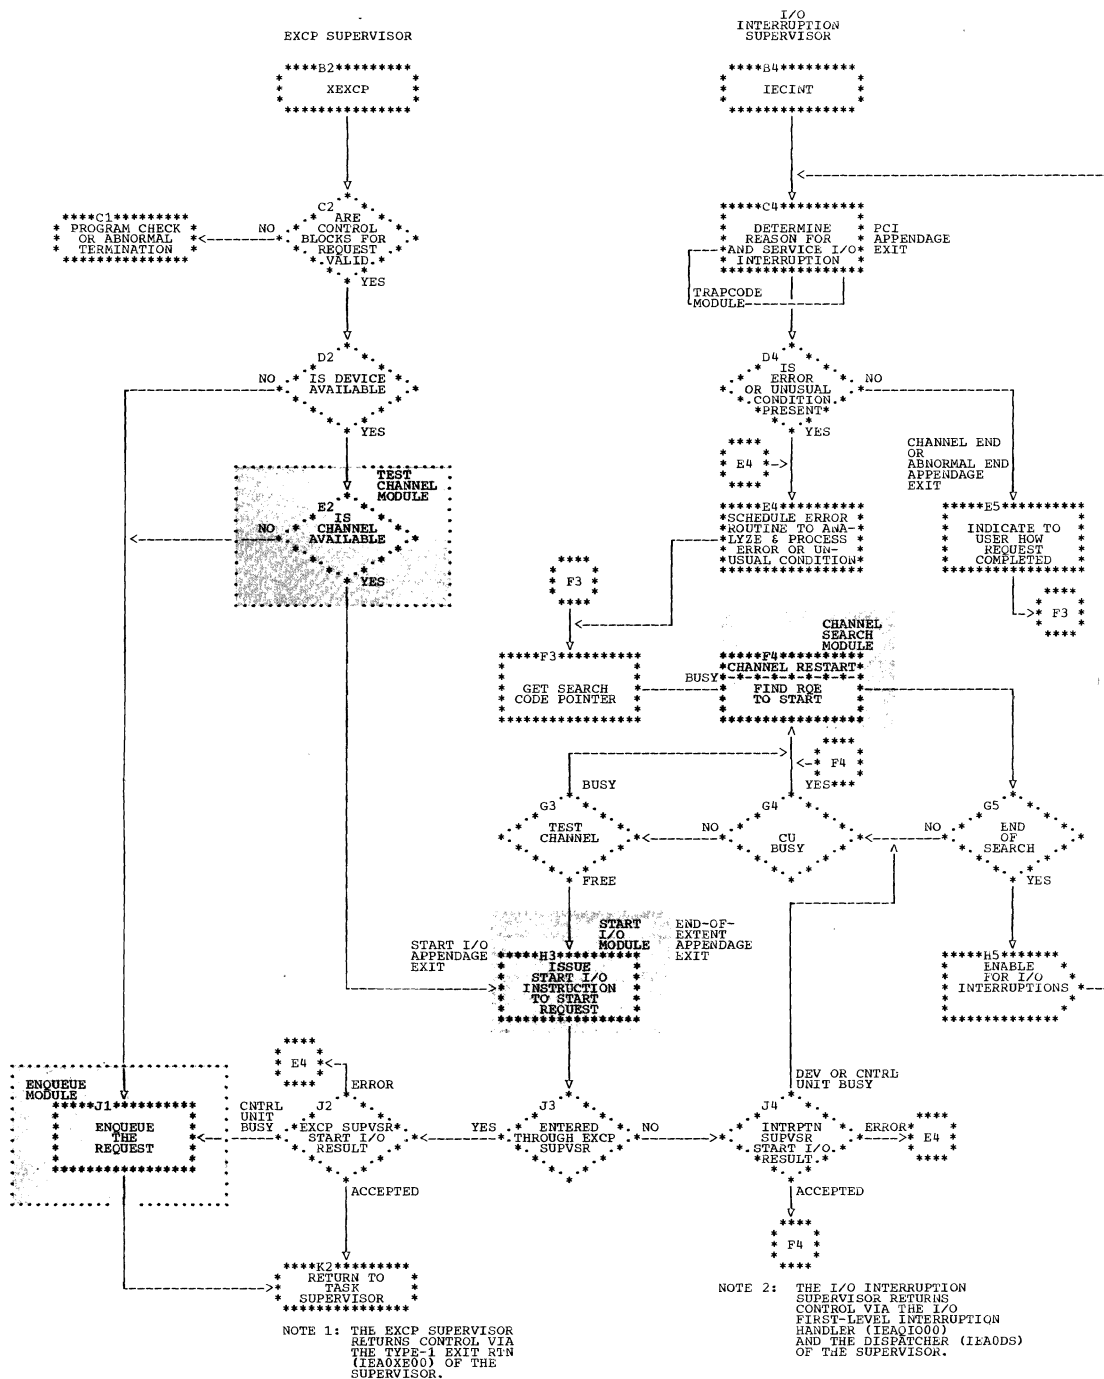 EXCP SUPERVISOR
I/O
INTERRUPTION
SUPERVISOR
B2
XEXCP
B4
IECINT
C1
PROGRAM CHECK
OR ABNORMAL
TERMINATION
NO
C2
ARE
CONTROL
BLOCKS FOR
REQUEST
VALID
YES
C4
DETERMINE
REASON FOR
AND SERVICE I/O
INTERRUPTION
PCI
APPENDAGE
EXIT
TRAPCODE
MODULE
D2
IS DEVICE
AVAILABLE
NO
YES
D4
IS
ERROR
OR UNUSUAL
CONDITION
PRESENT
NO
YES
TEST
CHANNEL
MODULE
E2
IS
CHANNEL
AVAILABLE
NO
YES
E4
E4
SCHEDULE ERROR
ROUTINE TO ANA-
LYZE & PROCESS
ERROR OR UN-
USUAL CONDITION
CHANNEL END
OR
ABNORMAL END
APPENDAGE
EXIT
E5
INDICATE TO
USER HOW
REQUEST
COMPLETED
F3
F3
CHANNEL
SEARCH
MODULE
F3
GET SEARCH
CODE POINTER
BUSY
F4
CHANNEL RESTART
FIND RQE
TO START
F4
BUSY
YES
G3
TEST
CHANNEL
NO
G4
CU
BUSY
NO
G5
END
OF
SEARCH
FREE
YES
START I/O
APPENDAGE
EXIT
START
I/O
MODULE
END-OF-
EXTENT
APPENDAGE
EXIT
H3
ISSUE
START I/O
INSTRUCTION
TO START
REQUEST
H5
ENABLE
FOR I/O
INTERRUPTIONS
E4
ERROR
DEV OR CNTRL
UNIT BUSY
ENQUEUE
MODULE
J1
ENQUEUE
THE
REQUEST
CNTRL
UNIT
BUSY
J2
EXCP SUPVSR
START I/O
RESULT
YES
J3
ENTERED
THROUGH EXCP
SUPVSR
NO
J4
INTRPTN
SUPVSR
START I/O
RESULT
ERROR
E4
ACCEPTED
ACCEPTED
F4
K2
RETURN TO
TASK
SUPERVISOR
NOTE 1: THE EXCP SUPERVISOR
RETURNS CONTROL VIA
THE TYPE-1 EXIT RTN
(IEA0XE00) OF THE
SUPERVISOR.
NOTE 2: THE I/O INTERRUPTION
SUPERVISOR RETURNS
CONTROL VIA THE I/O
FIRST-LEVEL INTERRUPTION
HANDLER (IEAQIO00)
AND THE DISPATCHER (IEA0DS)
OF THE SUPERVISOR.